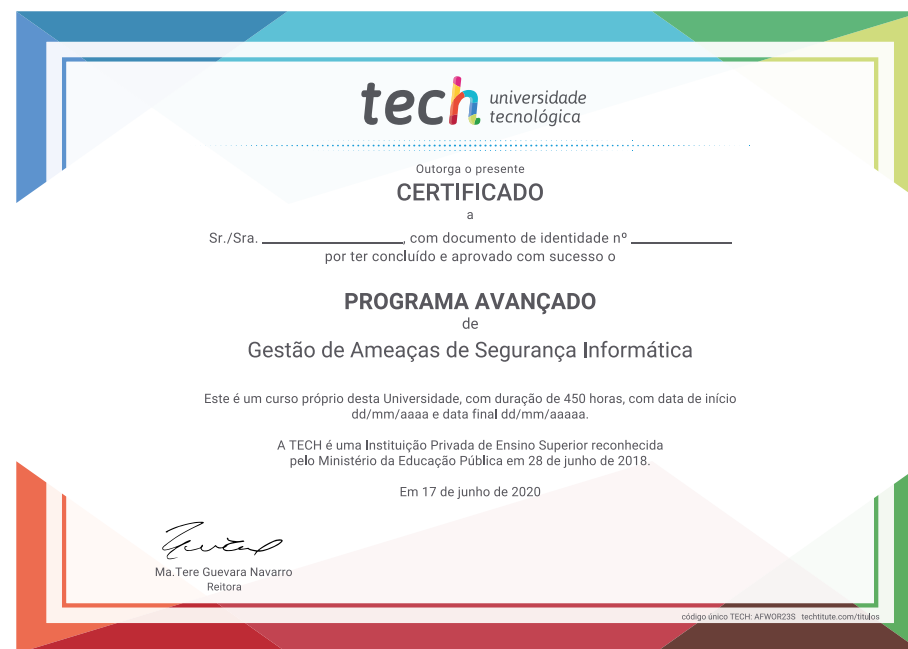 tech universidade
tecnológica
Outorga o presente
CERTIFICADO
a
Sr./Sra. ____________, com documento de identidade nº ____________
por ter concluído e aprovado com sucesso o
PROGRAMA AVANÇADO
de
Gestão de Ameaças de Segurança Informática
Este é um curso próprio desta Universidade, com duração de 450 horas, com data de início
dd/mm/aaaa e data final dd/mm/aaaaa.
A TECH é uma Instituição Privada de Ensino Superior reconhecida
pelo Ministério da Educação Pública em 28 de junho de 2018.
Em 17 de junho de 2020
Ma.Tere Guevara Navarro
Reitora
código único TECH: AFWOR23S techtitute.com/titulos